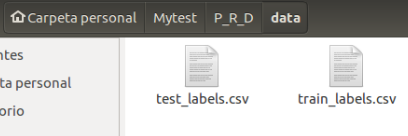 Carpeta personal Mytest P_R_D data
ntes
ta personal
orio
test_labels.csv train_labels.csv